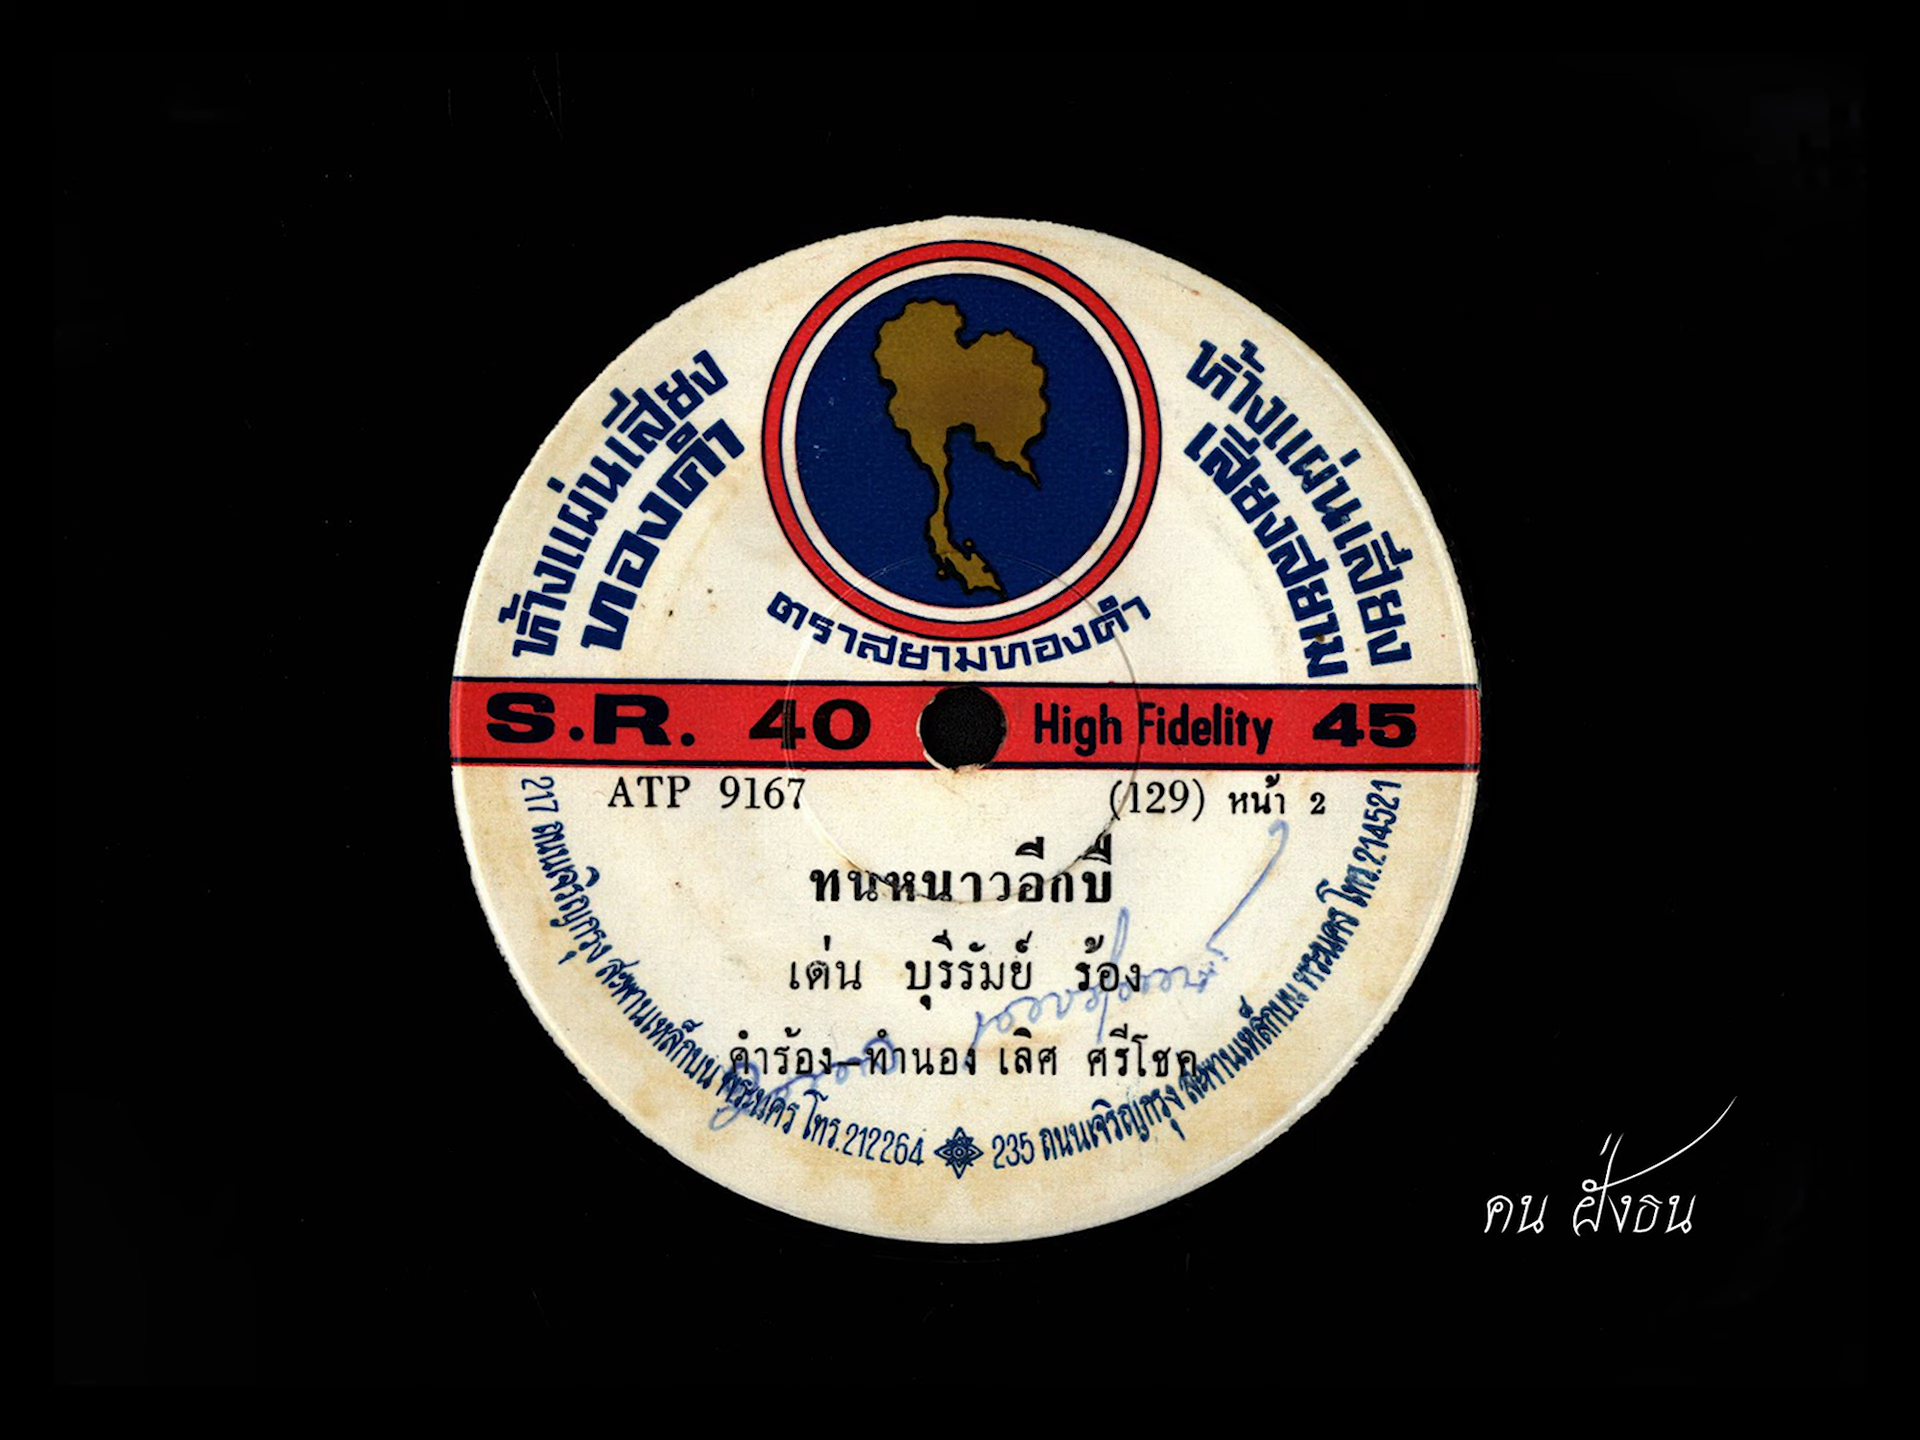 ห้างแผ่นเสียง
ทองคำ
ห้างแผ่นเสียง
เสียงสยาม
ตราสยามทองคำ
S.R. 40 High Fidelity 45
ATP 9167 (129) หน้า 2
ทนหนาวอีกปี
เด่น บุรีรัมย์ ร้อง
คำร้อง–ทำนอง เลิศ ศรีโชค
217 ถนนเจริญกรุง สะพานเหล็กบน พระนคร โทร.212264
235 ถนนเจริญกรุง สะพานเหล็กบน พระนคร โทร.214521
คน ฝั่งธน